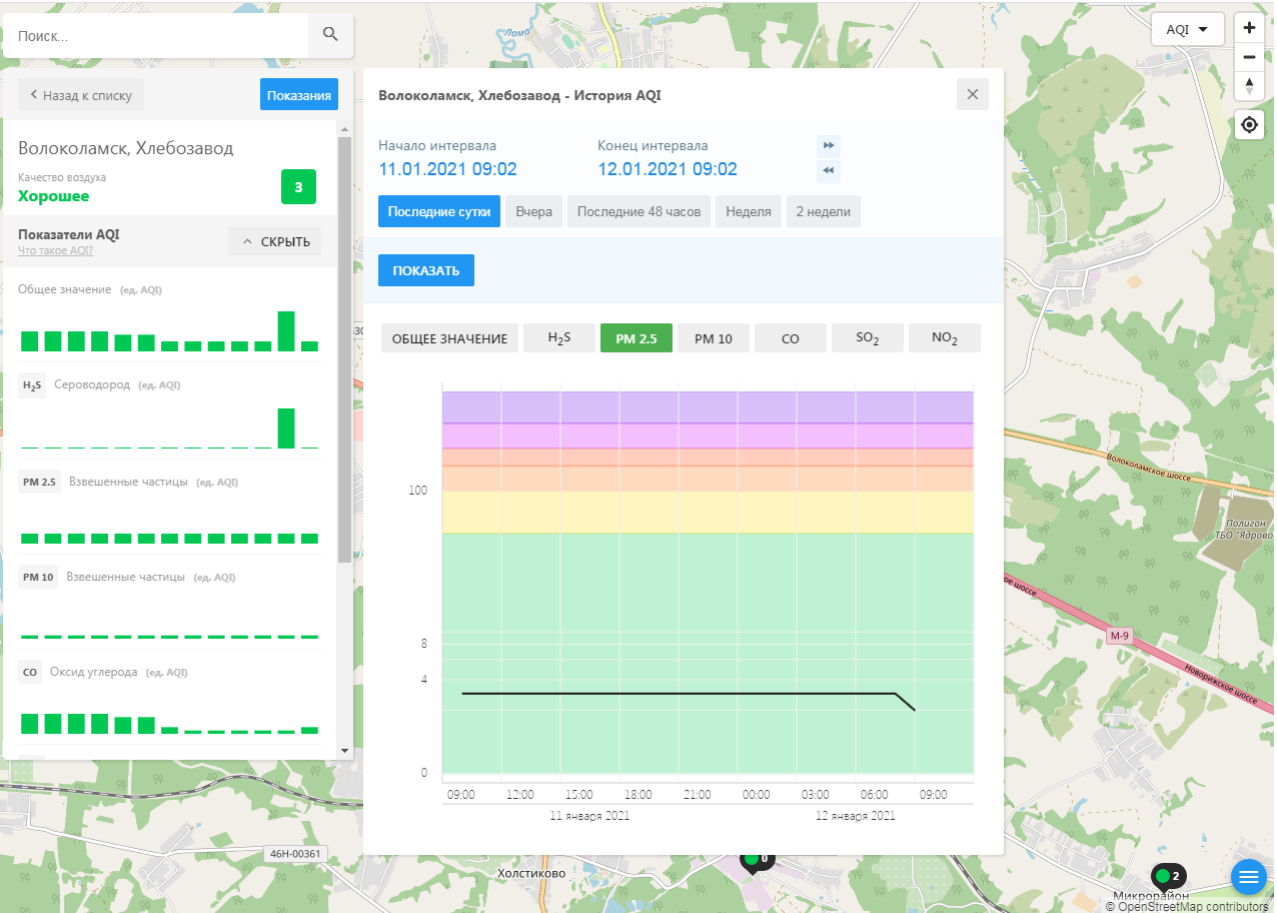 Поиск...
Лама
AQI
Назад к списку
Показания
Волоколамск, Хлебозавод
Качество воздуха
Хорошее
3
Показатели AQI
Что такое AQI?
СКРЫТЬ
Общее значение (ед. AQI)
H2S Сероводород (ед. AQI)
PM 2.5 Взвешенные частицы (ед. AQI)
PM 10 Взвешенные частицы (ед. AQI)
CO Оксид углерода (ед. AQI)
Волоколамск, Хлебозавод - История AQI
Начало интервала
11.01.2021 09:02
Конец интервала
12.01.2021 09:02
Последние сутки
Вчера
Последние 48 часов
Неделя
2 недели
ПОКАЗАТЬ
ОБЩЕЕ ЗНАЧЕНИЕ
H2S
PM 2.5
PM 10
CO
SO2
NO2
100
8
4
0
09:00 12:00 15:00 18:00 21:00 00:00 03:00 06:00 09:00
11 января 2021
12 января 2021
Волоколамское шоссе
Полигон
ТБО "Ядрово"
ое шоссе
М-9
Новорижское шоссе
46Н-00361
Холстиково
0
2
Микрорайон
© OpenStreetMap contributors